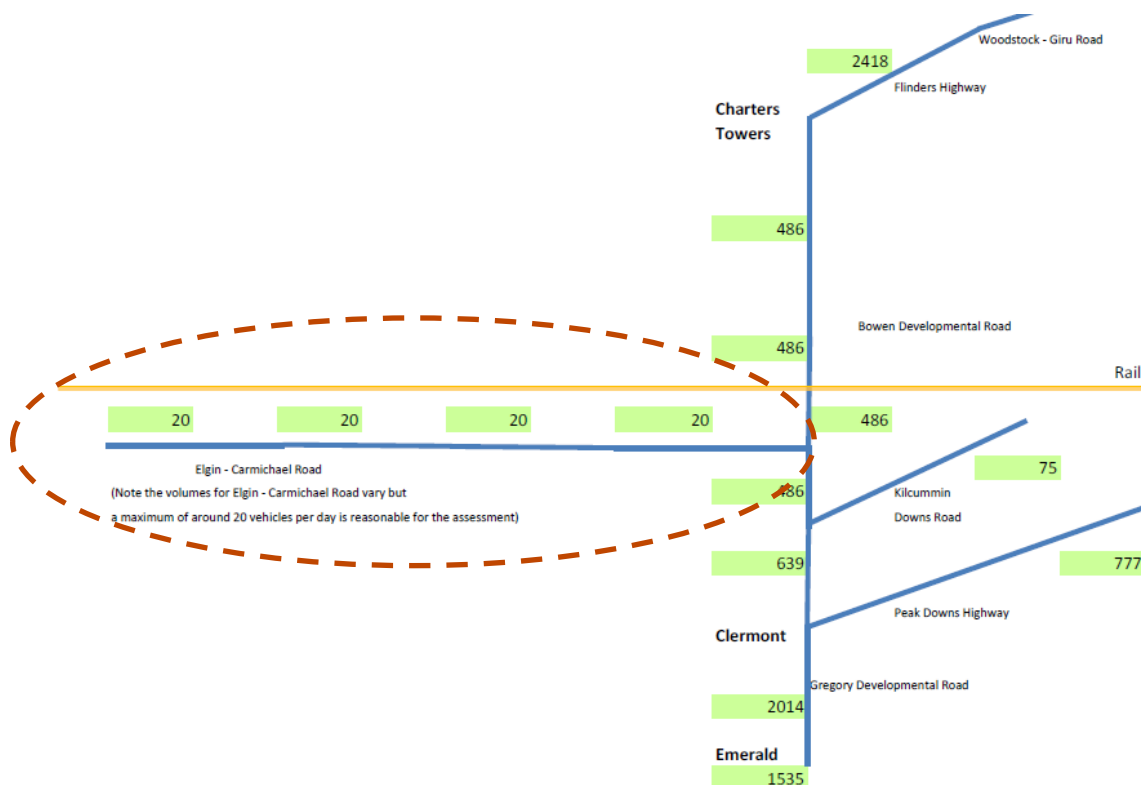 Woodstock - Giru Road
2418
Flinders Highway
Charters
Towers
486
Bowen Developmental Road
486
Rail
20 20 20 20 486
Elgin - Carmichael Road
75
(Note the volumes for Elgin - Carmichael Road vary but
486
Kilcummin
a maximum of around 20 vehicles per day is reasonable for the assessment)
Downs Road
639
777
Peak Downs Highway
Clermont
Gregory Developmental Road
2014
Emerald
1535